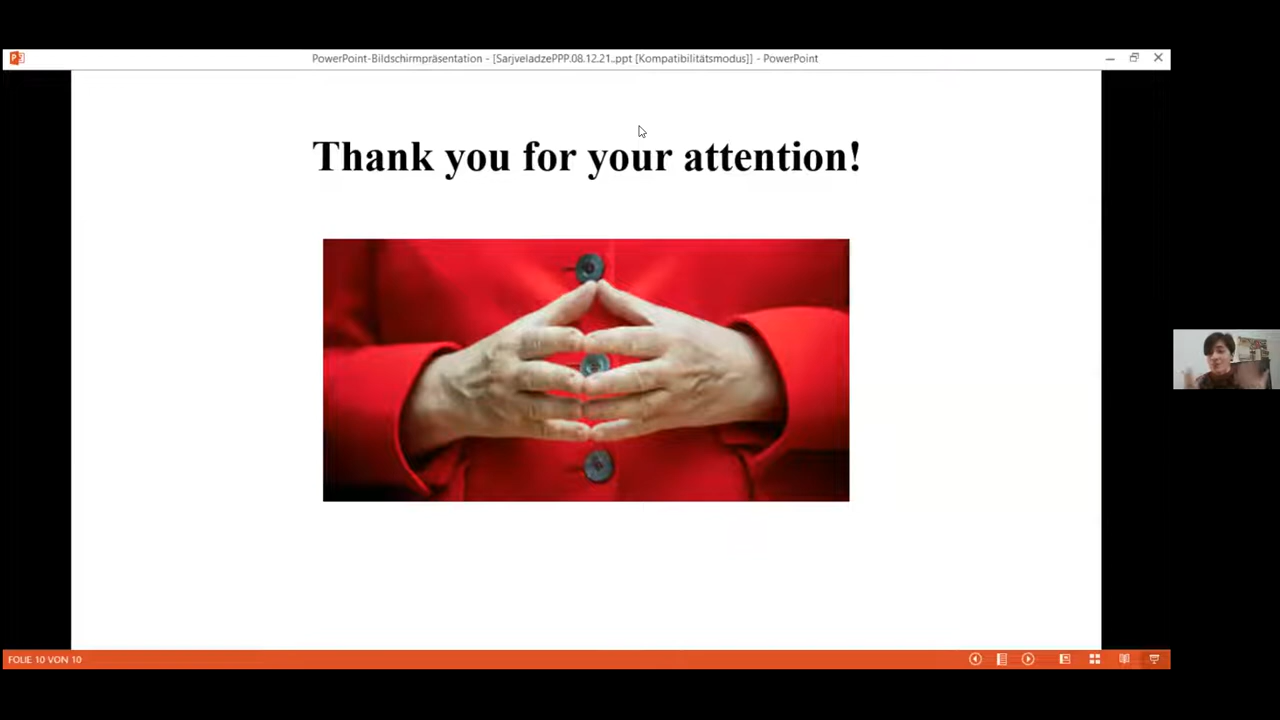 PowerPoint-Bildschirmpräsentation - [SarjveladzePPP.08.12.21..ppt [Kompatibilitätsmodus]] - PowerPoint
Thank you for your attention!
FOLIE 10 VON 10